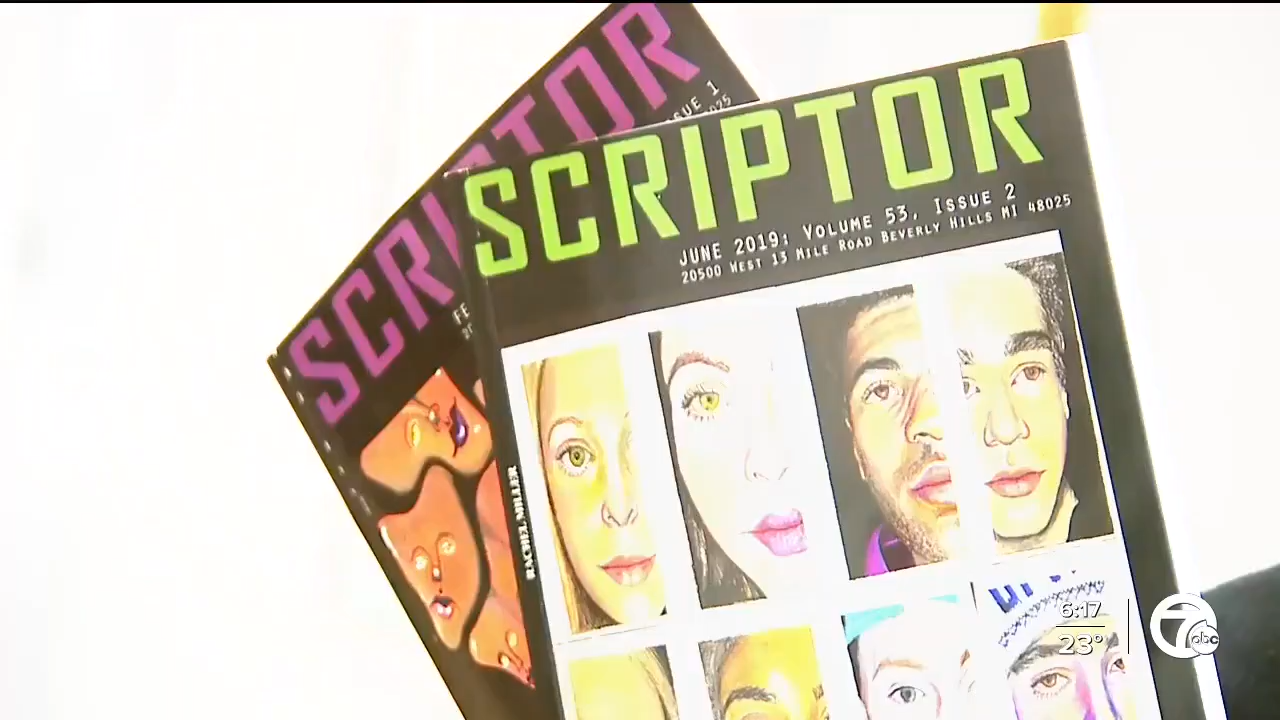 SCRIPTOR
ISSUE 1
SCRIPTOR
JUNE 2019: VOLUME 53, ISSUE 2
20500 WEST 13 MILE ROAD BEVERLY HILLS MI 48025
RACHEL MILLER
6:17
23°
7 abc